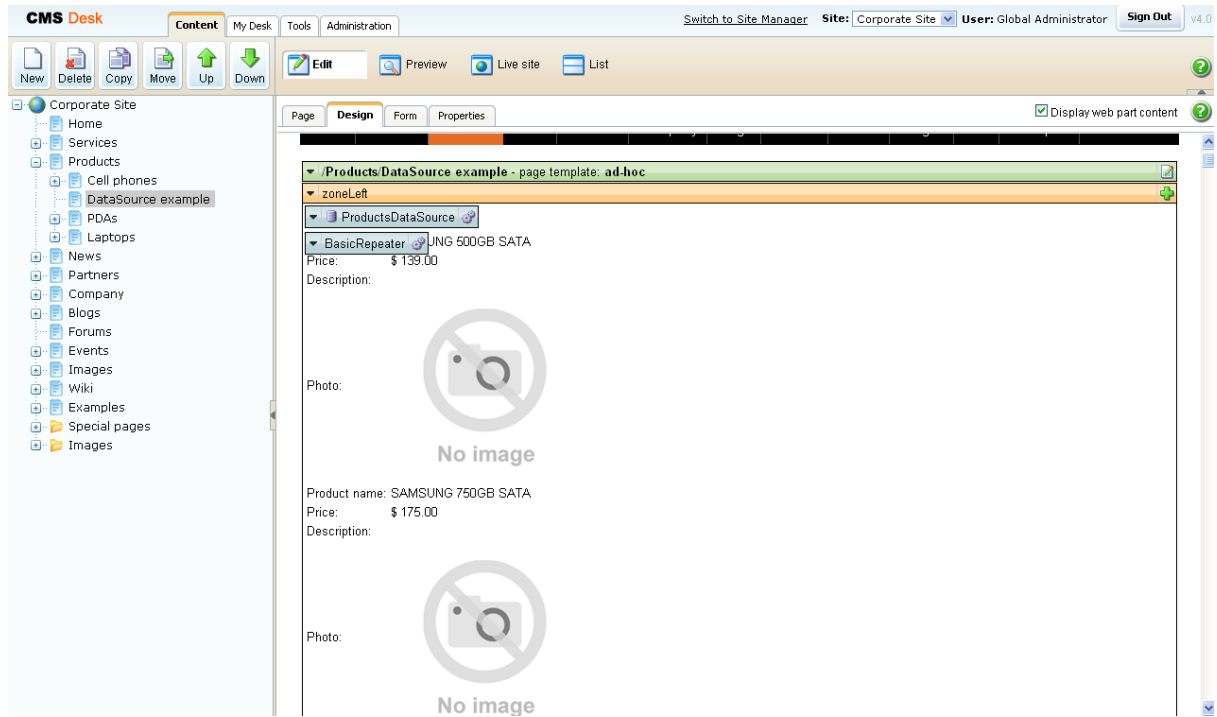 CMS Desk
Content My Desk Tools Administration
Switch to Site Manager Site: Corporate Site User: Global Administrator Sign Out v4.0
New Delete Copy Move Up Down
Edit Preview Live site List
Page Design Form Properties
Display web part content
Corporate Site
Home
Services
Products
Cell phones
DataSource example
PDAs
Laptops
News
Partners
Company
Blogs
Forums
Events
Images
Wiki
Examples
Special pages
Images
/Products/DataSource example - page template: ad-hoc
zoneLeft
ProductsDataSource
BasicRepeater UNG 500GB SATA
Price: $ 139.00
Description:
Photo:
No image
Product name: SAMSUNG 750GB SATA
Price: $ 175.00
Description:
Photo:
No image